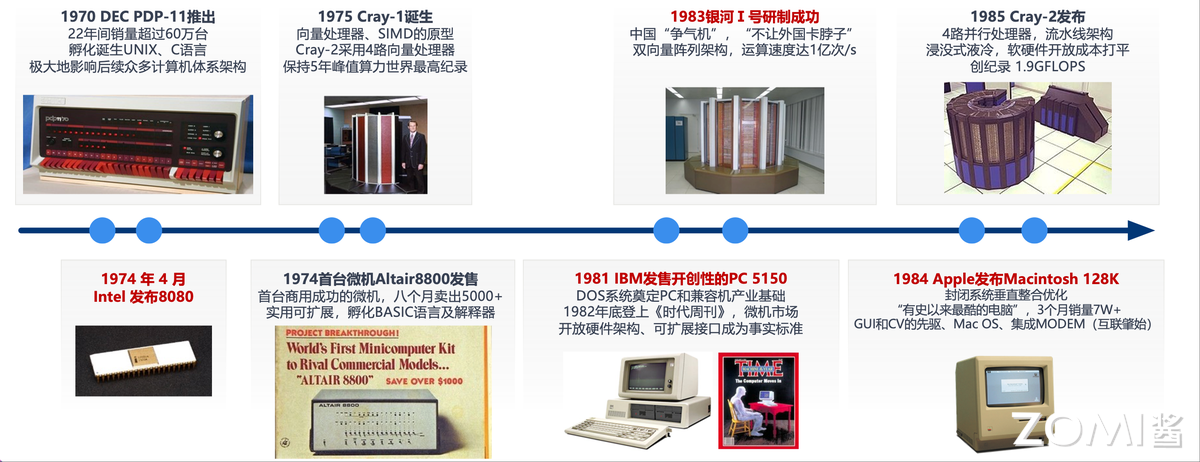 1970 DEC PDP-11推出
22年间销量超过60万台
孵化诞生UNIX、C语言
极大地影响后续众多计算机体系架构
pdp11/70
1975 Cray-1诞生
向量处理器、SIMD的原型
Cray-2采用4路向量处理器
保持5年峰值算力世界最高纪录
1983银河 I 号研制成功
中国“争气机”，“不让外国卡脖子”
双向量阵列架构，运算速度达1亿次/s
1985 Cray-2发布
4路并行处理器，流水线架构
浸没式液冷，软硬件开放成本打平
创纪录 1.9GFLOPS
1974 年 4 月
Intel 发布8080
1974首台微机Altair8800发售
首台商用成功的微机，八个月卖出5000+
实用可扩展，孵化BASIC语言及解释器
PROJECT BREAKTHROUGH!
World's First Minicomputer Kit
to Rival Commercial Models...
"ALTAIR 8800" SAVE OVER $1000
ALTAIR 8800
1981 IBM发售开创性的PC 5150
DOS系统奠定PC和兼容机产业基础
1982年底登上《时代周刊》，微机市场
开放硬件架构、可扩展接口成为事实标准
TIME
The Computer Moves In
1984 Apple发布Macintosh 128K
封闭系统垂直整合优化
“有史以来最酷的电脑”，3个月销量7W+
GUI和CV的先驱、Mac OS、集成MODEM（互联肇始）
ZOMI酱